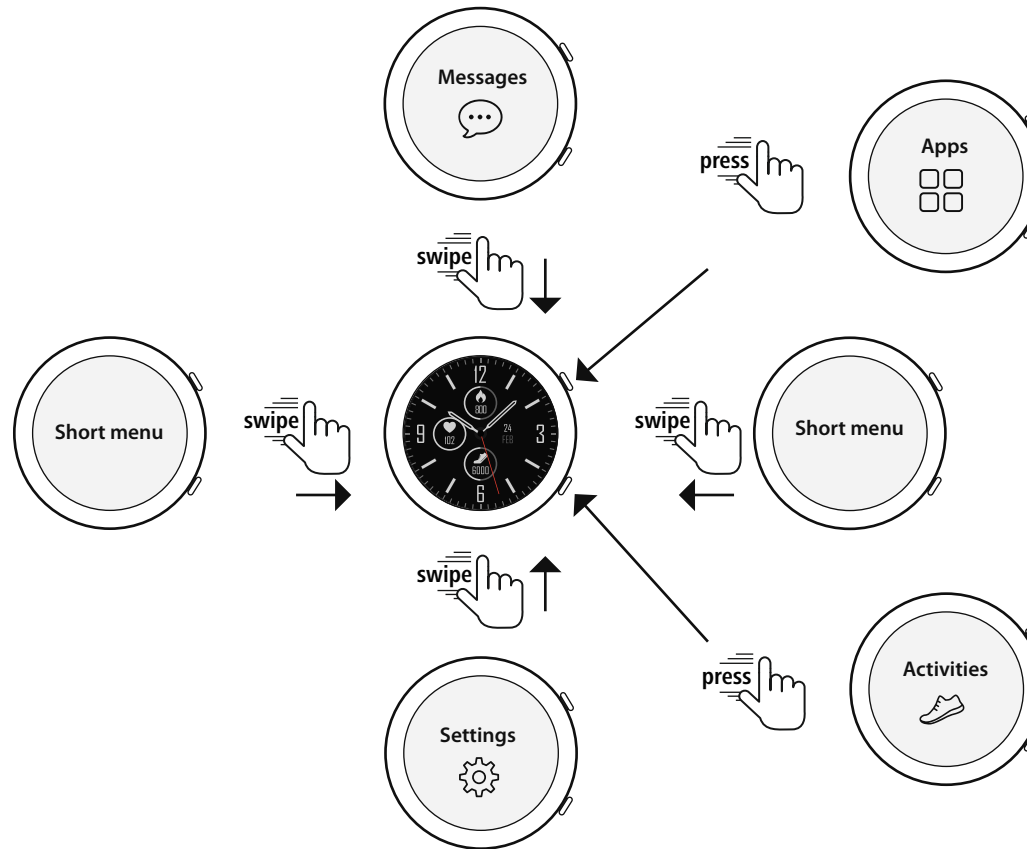 Messages
press
Apps
swipe
Short menu
swipe
12
800
9
102
24
FEB
3
6000
6
swipe
Short menu
swipe
press
Activities
Settings